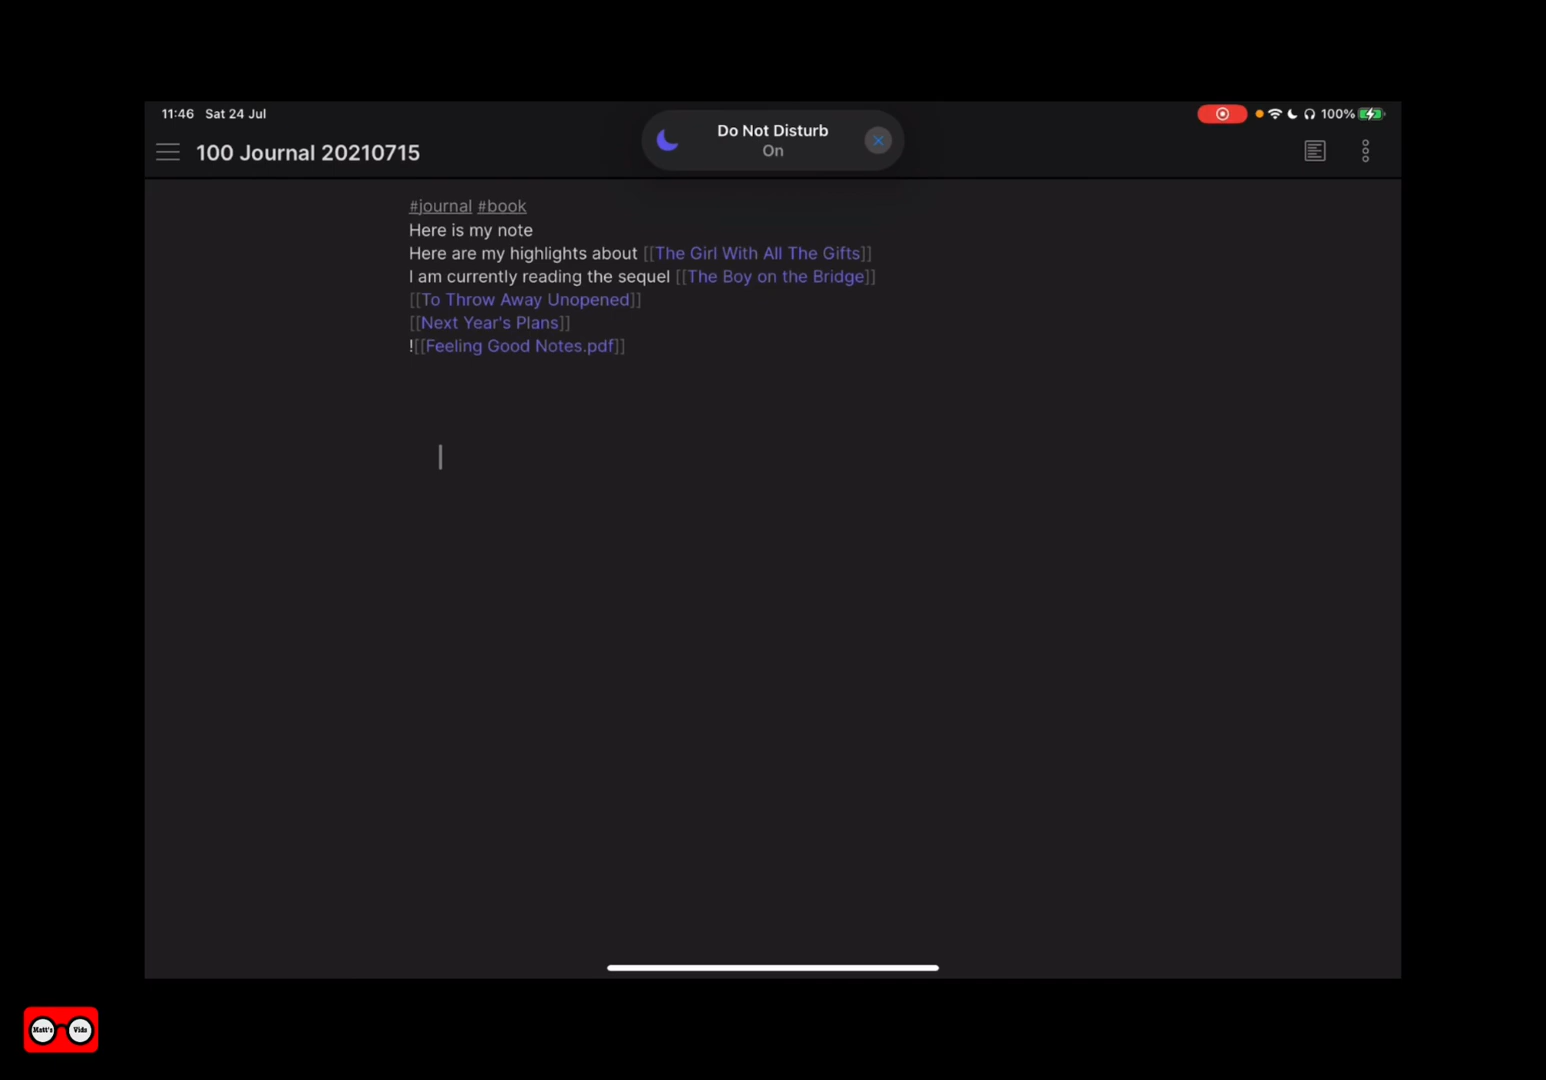 11:46 Sat 24 Jul
Do Not Disturb
On
100%
100 Journal 20210715
#journal #book
Here is my note
Here are my highlights about [[The Girl With All The Gifts]]
I am currently reading the sequel [[The Boy on the Bridge]]
[[To Throw Away Unopened]]
[[Next Year's Plans]]
![[Feeling Good Notes.pdf]]
Matt's Vids